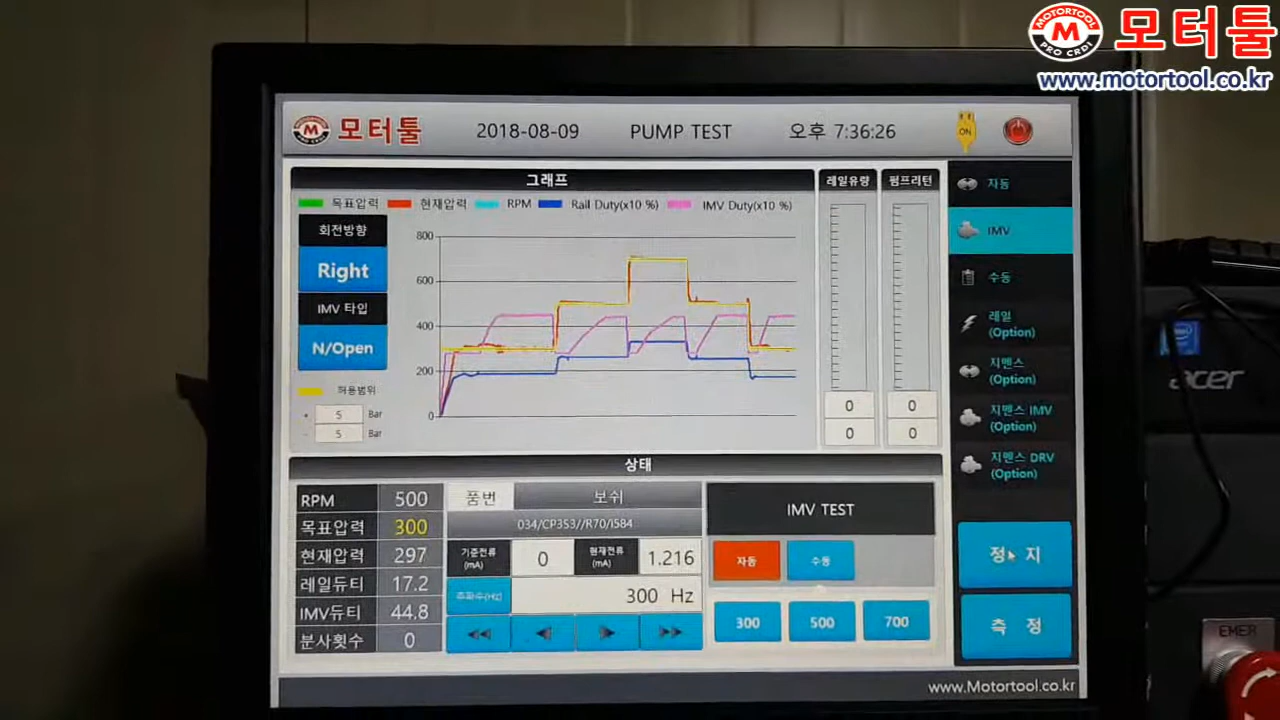 MOTORTOOL
M
PRO CRDI
모터툴
www.motortool.co.kr
모터툴 2018-08-09 PUMP TEST 오후 7:36:26 ON
그래프
레일유량 펌프리턴
목표압력 현재압력 RPM Rail Duty(x10 %) IMV Duty(x10 %)
회전방향
Right
IMV 타입
N/Open
허용범위
+ 5 Bar
- 5 Bar
800
600
400
200
0
0 0
0 0
자동
IMV
수동
레일
(Option)
지멘스
(Option)
지멘스 IMV
(Option)
지멘스 DRV
(Option)
정 지
측 정
상태
RPM 500
목표압력 300
현재압력 297
레일듀티 17.2
IMV듀티 44.8
분사횟수 0
품번 보쉬
034/CP3S3//R70/I584
기준전류
(mA)
0
현재전류
(mA)
1.216
주파수(Hz) 300 Hz
IMV TEST
자동 수동
300 500 700
www.Motortool.co.kr
acer
EMER